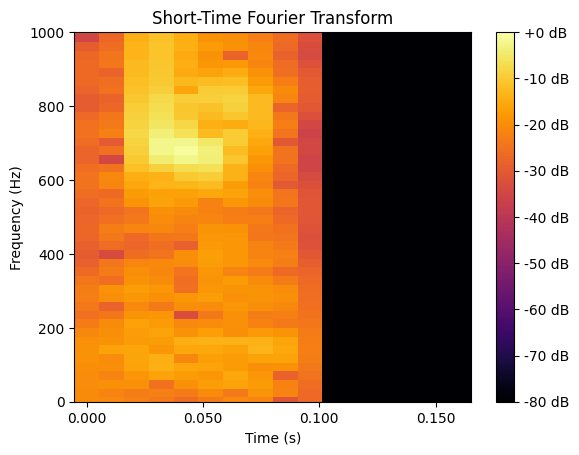 Short-Time Fourier Transform
Frequency (Hz)
1000
800
600
400
200
0
0.000
0.050
0.100
0.150
Time (s)
+0 dB
-10 dB
-20 dB
-30 dB
-40 dB
-50 dB
-60 dB
-70 dB
-80 dB